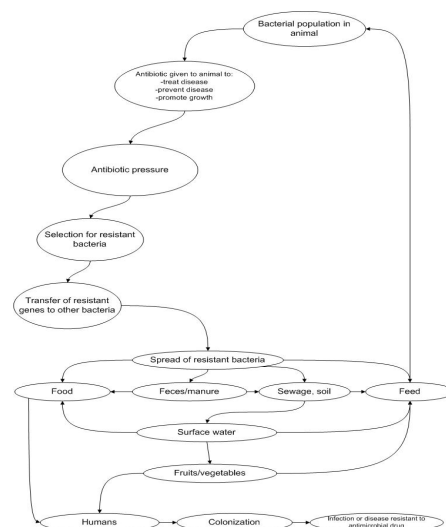 Bacterial population in
animal
Antibiotic given to animal to:
-treat disease
-prevent disease
-promote growth
Antibiotic pressure
Selection for resistant
bacteria
Transfer of resistant
genes to other bacteria
Spread of resistant bacteria
Food
Feces/manure
Sewage, soil
Feed
Surface water
Fruits/vegetables
Humans
Colonization
Infection or disease resistant to
antimicrobial drug